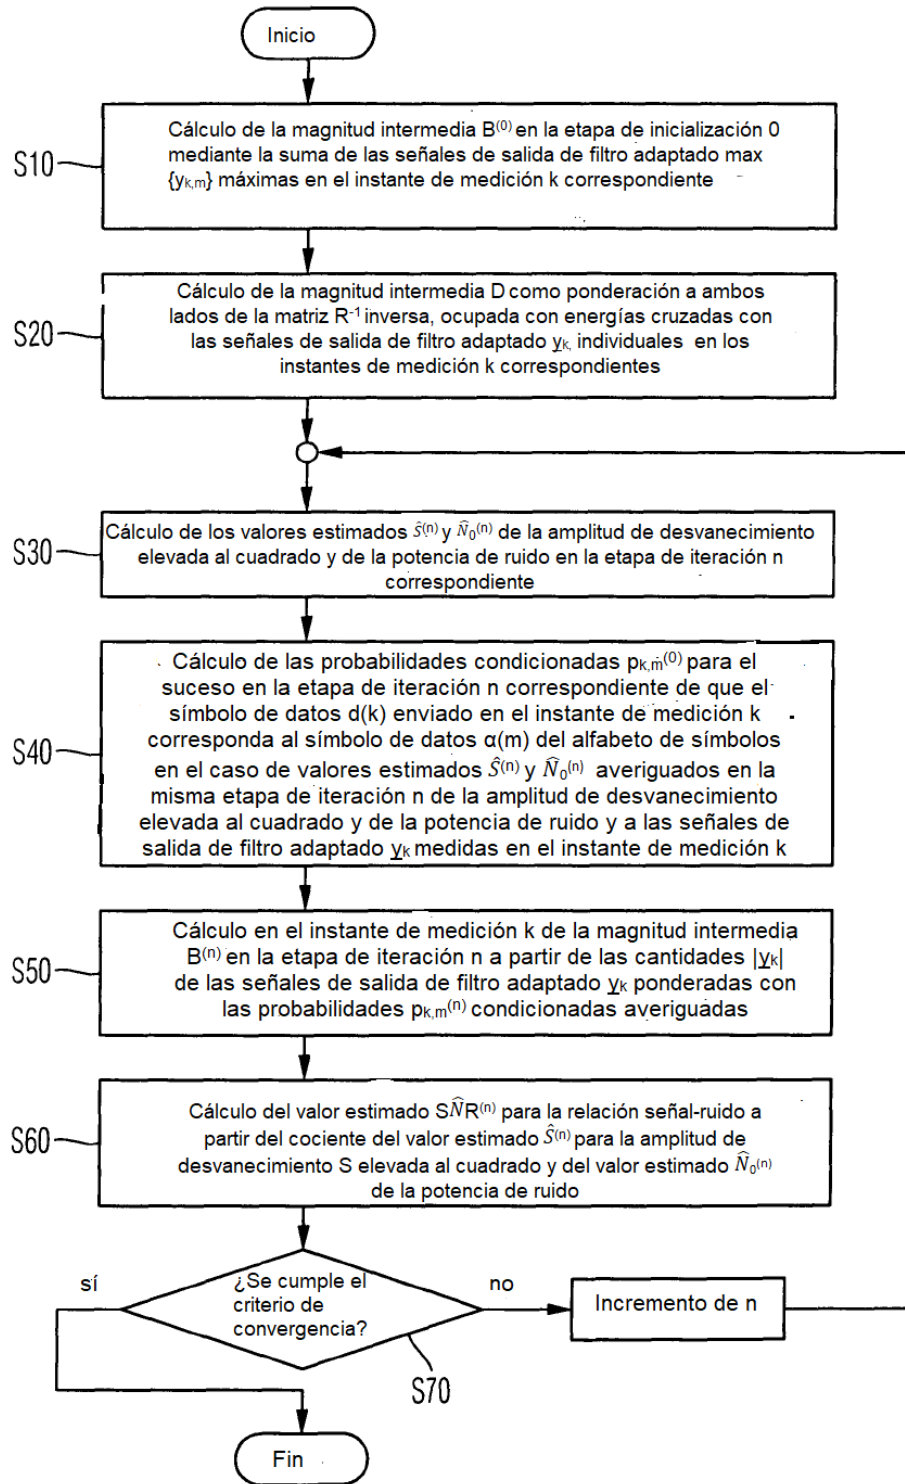 Inicio
S10
Cálculo de la magnitud intermedia B⁽⁰⁾ en la etapa de inicialización 0
mediante la suma de las señales de salida de filtro adaptado max
{yk,m} máximas en el instante de medición k correspondiente
S20
Cálculo de la magnitud intermedia D como ponderación a ambos
lados de la matriz R⁻¹ inversa, ocupada con energías cruzadas con
las señales de salida de filtro adaptado yk, individuales en los
instantes de medición k correspondientes
S30
Cálculo de los valores estimados Ŝ⁽ⁿ⁾ y N̂₀⁽ⁿ⁾ de la amplitud de desvanecimiento
elevada al cuadrado y de la potencia de ruido en la etapa de iteración n
correspondiente
S40
Cálculo de las probabilidades condicionadas pk,m⁽⁰⁾ para el
suceso en la etapa de iteración n correspondiente de que el
símbolo de datos d(k) enviado en el instante de medición k
corresponda al símbolo de datos α(m) del alfabeto de símbolos
en el caso de valores estimados Ŝ⁽ⁿ⁾ y N̂₀⁽ⁿ⁾ averiguados en la
misma etapa de iteración n de la amplitud de desvanecimiento
elevada al cuadrado y de la potencia de ruido y a las señales de
salida de filtro adaptado yk medidas en el instante de medición k
S50
Cálculo en el instante de medición k de la magnitud intermedia
B⁽ⁿ⁾ en la etapa de iteración n a partir de las cantidades |yk|
de las señales de salida de filtro adaptado yk ponderadas con
las probabilidades pk,m⁽ⁿ⁾ condicionadas averiguadas
S60
Cálculo del valor estimado SN̂R⁽ⁿ⁾ para la relación señal-ruido a
partir del cociente del valor estimado Ŝ⁽ⁿ⁾ para la amplitud de
desvanecimiento S elevada al cuadrado y del valor estimado N̂₀⁽ⁿ⁾
de la potencia de ruido
sí
¿Se cumple el
criterio de
convergencia?
no
Incremento de n
S70
Fin